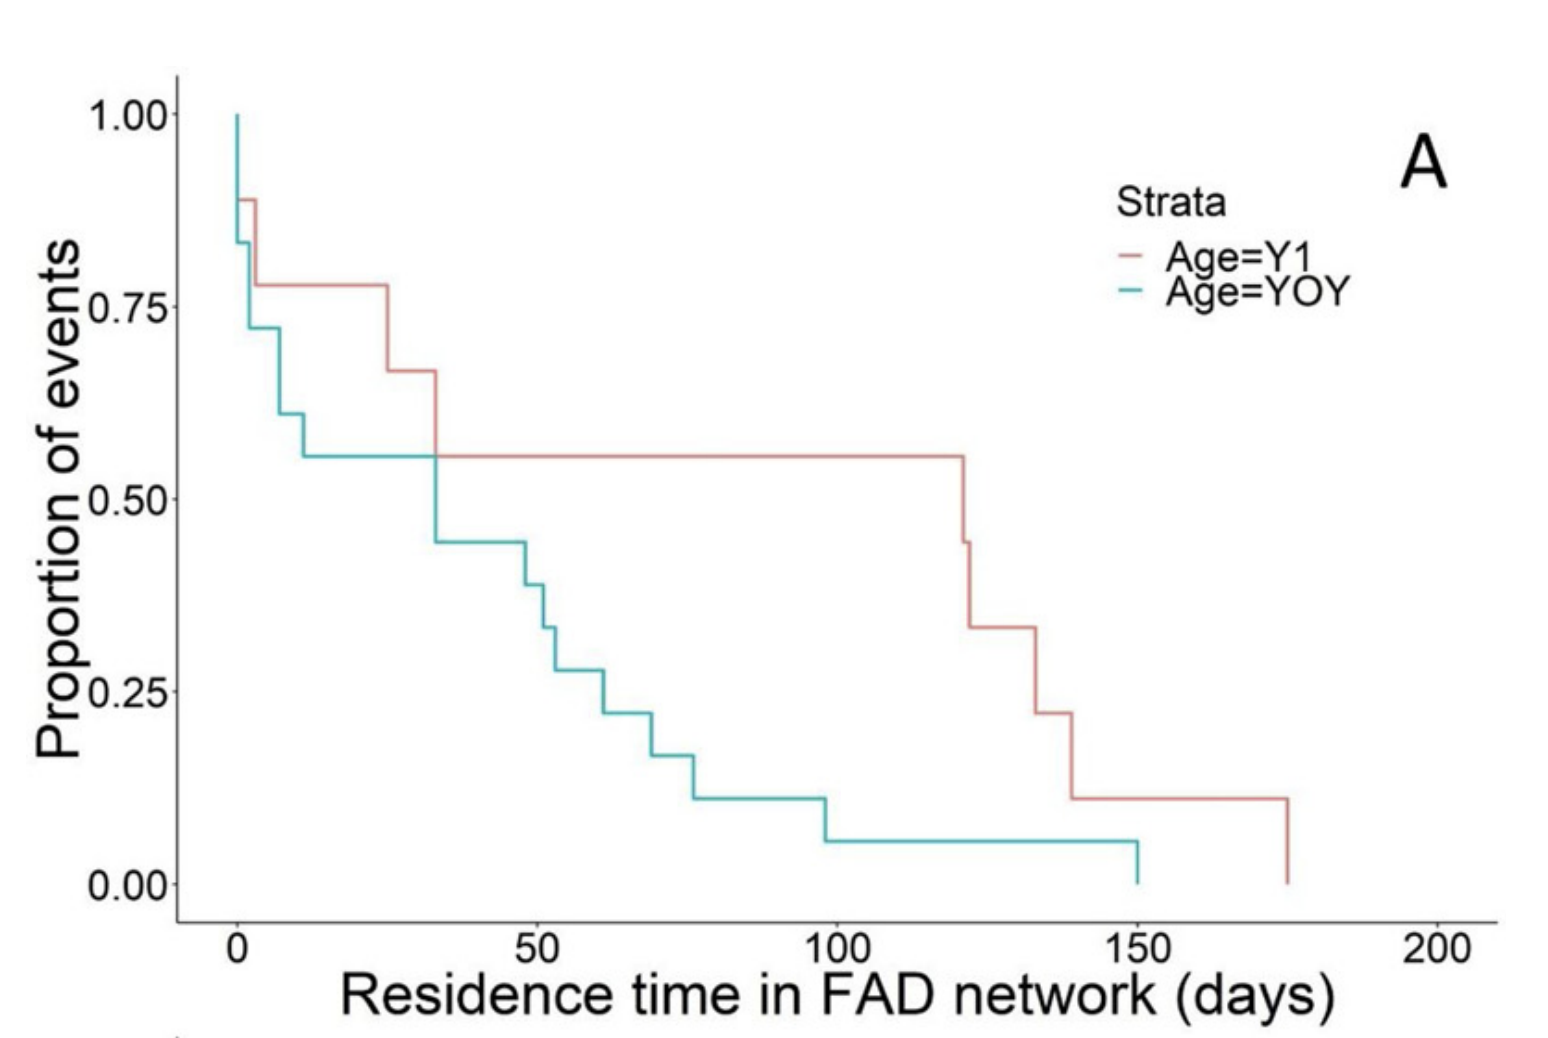 A
Strata
Age=Y1
Age=YOY
Proportion of events
1.00
0.75
0.50
0.25
0.00
0 50 100 150 200
Residence time in FAD network (days)